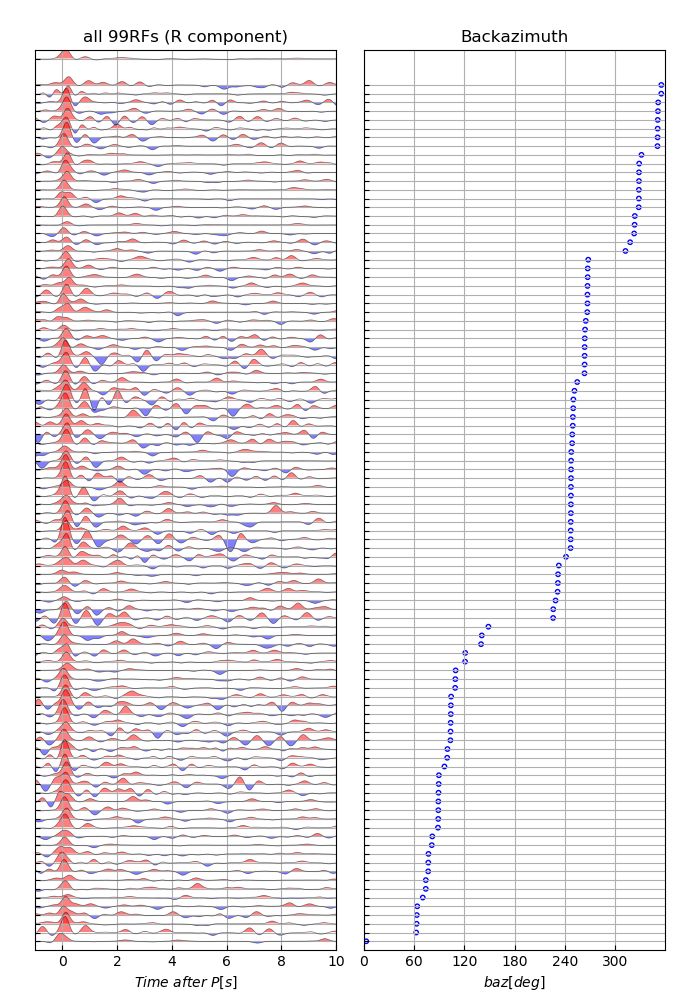 all 99RFs (R component)
Backazimuth
0 2 4 6 8 10
0 60 120 180 240 300
Time after P[s]
baz[deg]